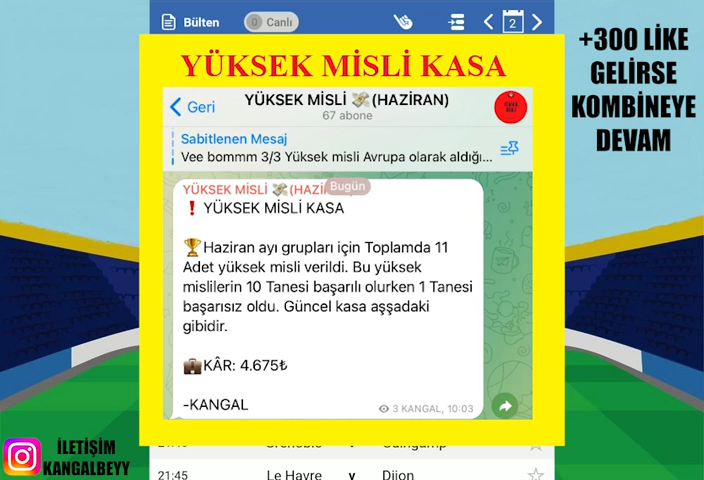 Bülten
0 Canlı
2
+300 LİKE
GELİRSE
KOMBİNEYE
DEVAM
YÜKSEK MİSLİ KASA
Geri
YÜKSEK MİSLİ 💸(HAZİRAN)
67 abone
Sabitlenen Mesaj
Vee bommm 3/3 Yüksek misli Avrupa olarak aldığı...
Bugün
YÜKSEK MİSLİ 💸(HAZİ
❗ YÜKSEK MİSLİ KASA
🏆Haziran ayı grupları için Toplamda 11
Adet yüksek misli verildi. Bu yüksek
mislilerin 10 Tanesi başarılı olurken 1 Tanesi
başarısız oldu. Güncel kasa aşşadaki
gibidir.
💼KÂR: 4.675₺
-KANGAL
3 KANGAL, 10:03
İLETİŞİM
KANGALBEYY
21:45 Le Havre v Dijon